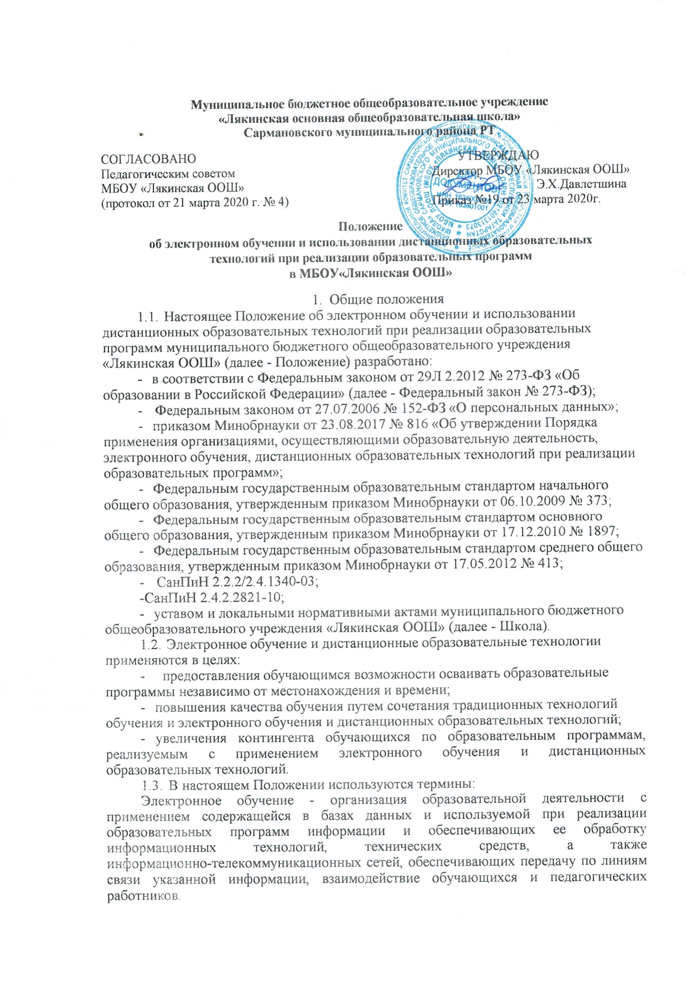 Муниципальное бюджетное общеобразовательное учреждение
«Лякинская основная общеобразовательная школа»
Сармановского муниципального района РТ
СОГЛАСОВАНО
Педагогическим советом
МБОУ «Лякинская ООШ»
(протокол от 21 марта 2020 г. № 4)
УТВЕРЖДАЮ
Директор МБОУ «Лякинская ООШ»
Э.Х.Давлетшина
Приказ №19 от 23 марта 2020г.
ДЛЯ
ДОКУМЕНТОВ
Положение
об электронном обучении и использовании дистанционных образовательных
технологий при реализации образовательных программ
в МБОУ«Лякинская ООШ»
1. Общие положения
1.1. Настоящее Положение об электронном обучении и использовании
дистанционных образовательных технологий при реализации образовательных
программ муниципального бюджетного общеобразовательного учреждения
«Лякинская ООШ» (далее - Положение) разработано:
- в соответствии с Федеральным законом от 29Л 2.2012 № 273-ФЗ «Об
образовании в Российской Федерации» (далее - Федеральный закон № 273-ФЗ);
- Федеральным законом от 27.07.2006 № 152-ФЗ «О персональных данных»;
- приказом Минобрнауки от 23.08.2017 № 816 «Об утверждении Порядка
применения организациями, осуществляющими образовательную деятельность,
электронного обучения, дистанционных образовательных технологий при реализации
образовательных программ»;
- Федеральным государственным образовательным стандартом начального
общего образования, утвержденным приказом Минобрнауки от 06.10.2009 № 373;
- Федеральным государственным образовательным стандартом основного
общего образования, утвержденным приказом Минобрнауки от 17.12.2010 № 1897;
- Федеральным государственным образовательным стандартом среднего общего
образования, утвержденным приказом Минобрнауки от 17.05.2012 № 413;
- СанПиН 2.2.2/2.4.1340-03;
-СанПиН 2.4.2.2821-10;
- уставом и локальными нормативными актами муниципального бюджетного
общеобразовательного учреждения «Лякинская ООШ» (далее - Школа).
1.2. Электронное обучение и дистанционные образовательные технологии
применяются в целях:
- предоставления обучающимся возможности осваивать образовательные
программы независимо от местонахождения и времени;
- повышения качества обучения путем сочетания традиционных технологий
обучения и электронного обучения и дистанционных образовательных технологий;
- увеличения контингента обучающихся по образовательным программам,
реализуемым с применением электронного обучения и дистанционных
образовательных технологий.
1.3. В настоящем Положении используются термины:
Электронное обучение - организация образовательной деятельности с
применением содержащейся в базах данных и используемой при реализации
образовательных программ информации и обеспечивающих ее обработку
информационных технологий, технических средств, а также
информационно-телекоммуникационных сетей, обеспечивающих передачу по линиям
связи указанной информации, взаимодействие обучающихся и педагогических
работников.